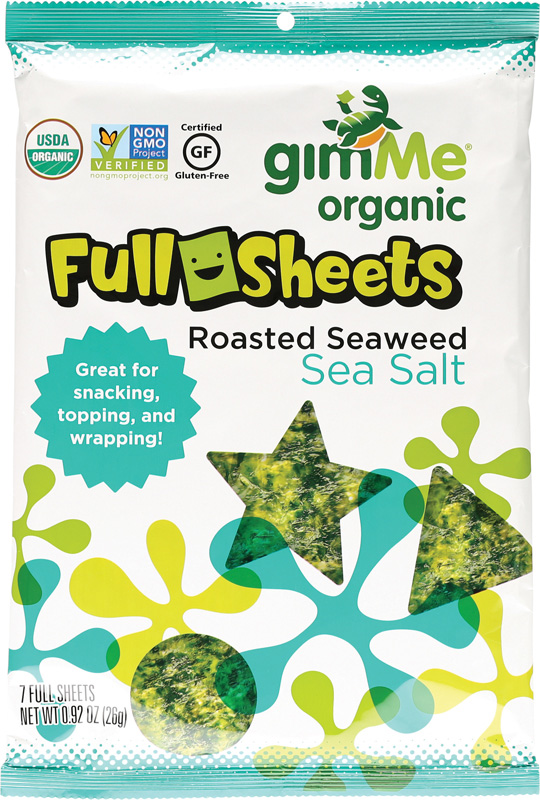 USDA
ORGANIC
NON
GMO
Project
VERIFIED
nongmoproject.org
Certified
GF
Gluten-Free
gimMe®
organic
Full Sheets
Roasted Seaweed
Sea Salt
Great for
snacking,
topping, and
wrapping!
7 FULL SHEETS
NET WT 0.92 OZ (26g)